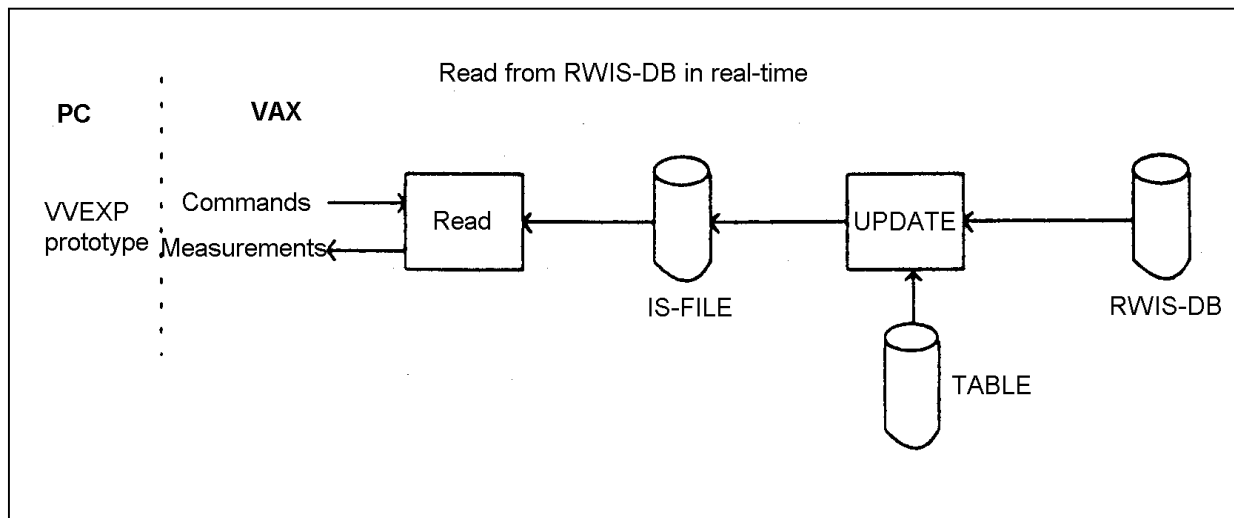 Read from RWIS-DB in real-time
PC
VAX
VVEXP
prototype
Commands
Measurements
Read
IS-FILE
UPDATE
TABLE
RWIS-DB